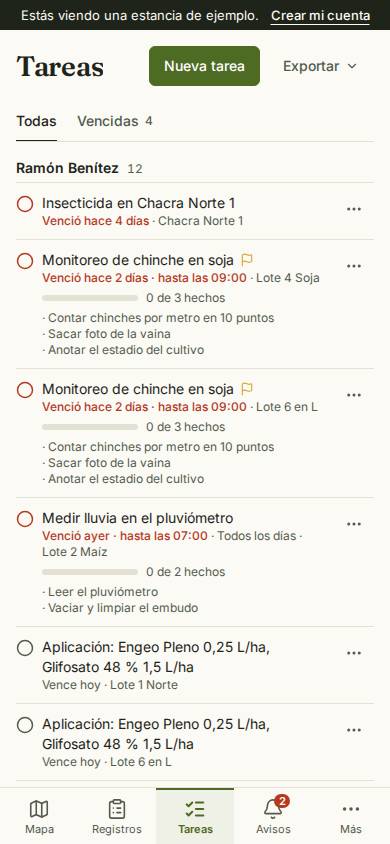 Estás viendo una estancia de ejemplo. Crear mi cuenta
Tareas
Nueva tarea
Exportar
Todas
Vencidas 4
Ramón Benítez 12
Insecticida en Chacra Norte 1
Venció hace 4 días · Chacra Norte 1
Monitoreo de chinche en soja
Venció hace 2 días · hasta las 09:00 · Lote 4 Soja
0 de 3 hechos
· Contar chinches por metro en 10 puntos
· Sacar foto de la vaina
· Anotar el estadio del cultivo
Monitoreo de chinche en soja
Venció hace 2 días · hasta las 09:00 · Lote 6 en L
0 de 3 hechos
· Contar chinches por metro en 10 puntos
· Sacar foto de la vaina
· Anotar el estadio del cultivo
Medir lluvia en el pluviómetro
Venció ayer · hasta las 07:00 · Todos los días ·
Lote 2 Maíz
0 de 2 hechos
· Leer el pluviómetro
· Vaciar y limpiar el embudo
Aplicación: Engeo Pleno 0,25 L/ha,
Glifosato 48 % 1,5 L/ha
Vence hoy · Lote 1 Norte
Aplicación: Engeo Pleno 0,25 L/ha,
Glifosato 48 % 1,5 L/ha
Vence hoy · Lote 6 en L
2
Mapa
Registros
Tareas
Avisos
Más